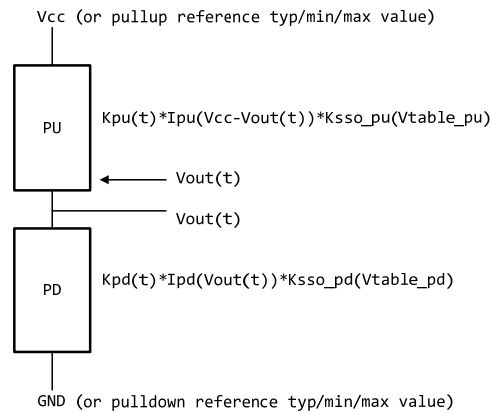 Vcc (or pullup reference typ/min/max value)
PU
Kpu(t)*Ipu(Vcc-Vout(t))*Ksso_pu(Vtable_pu)
Vout(t)
Vout(t)
PD
Kpd(t)*Ipd(Vout(t))*Ksso_pd(Vtable_pd)
GND (or pulldown reference typ/min/max value)